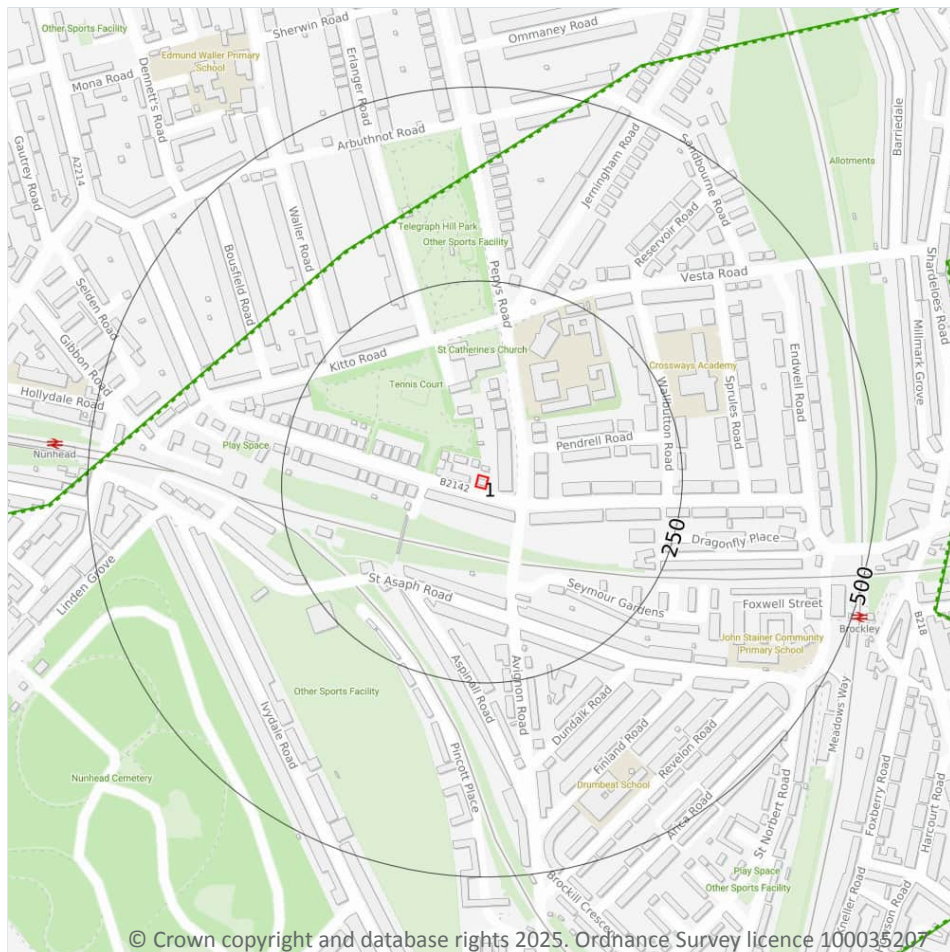 Other Sports Facility
Sherwin Road
Ommaney Road
Edmund Waller Primary
School
Mona Road
Dennett's Road
Erlanger Road
Barriedale
Gautrey Road
A2214
Arbuthnot Road
Jerningham Road
Sandbourne Road
Allotments
Waller Road
Telegraph Hill Park
Other Sports Facility
Reservoir Road
Bousfield Road
Pepys Road
Vesta Road
Shardeloes Road
Selden Road
Gibbon Road
Kitto Road
St Catherine's Church
Millmark Grove
Endwell Road
Hollydale Road
Tennis Court
Crossways Academy
Wallbutton Road
Sprules Road
Nunhead
Play Space
Pendrell Road
B2142
1
250
Dragonfly Place
500
Linden Grove
St Asaph Road
Seymour Gardens
Foxwell Street
Brockley
B218
John Stainer Community
Primary School
Aspinall Road
Avignon Road
Other Sports Facility
Ivydale Road
Dundalk Road
Finland Road
Revelon Road
Meadows Way
Pincott Place
Nunhead Cemetery
Drumbeat School
Arica Road
St Norbert Road
Foxberry Road
Harcourt Road
Play Space
Other Sports Facility
Brockill Crescent
© Crown copyright and database rights 2025. Ordnance Survey licence 100035207